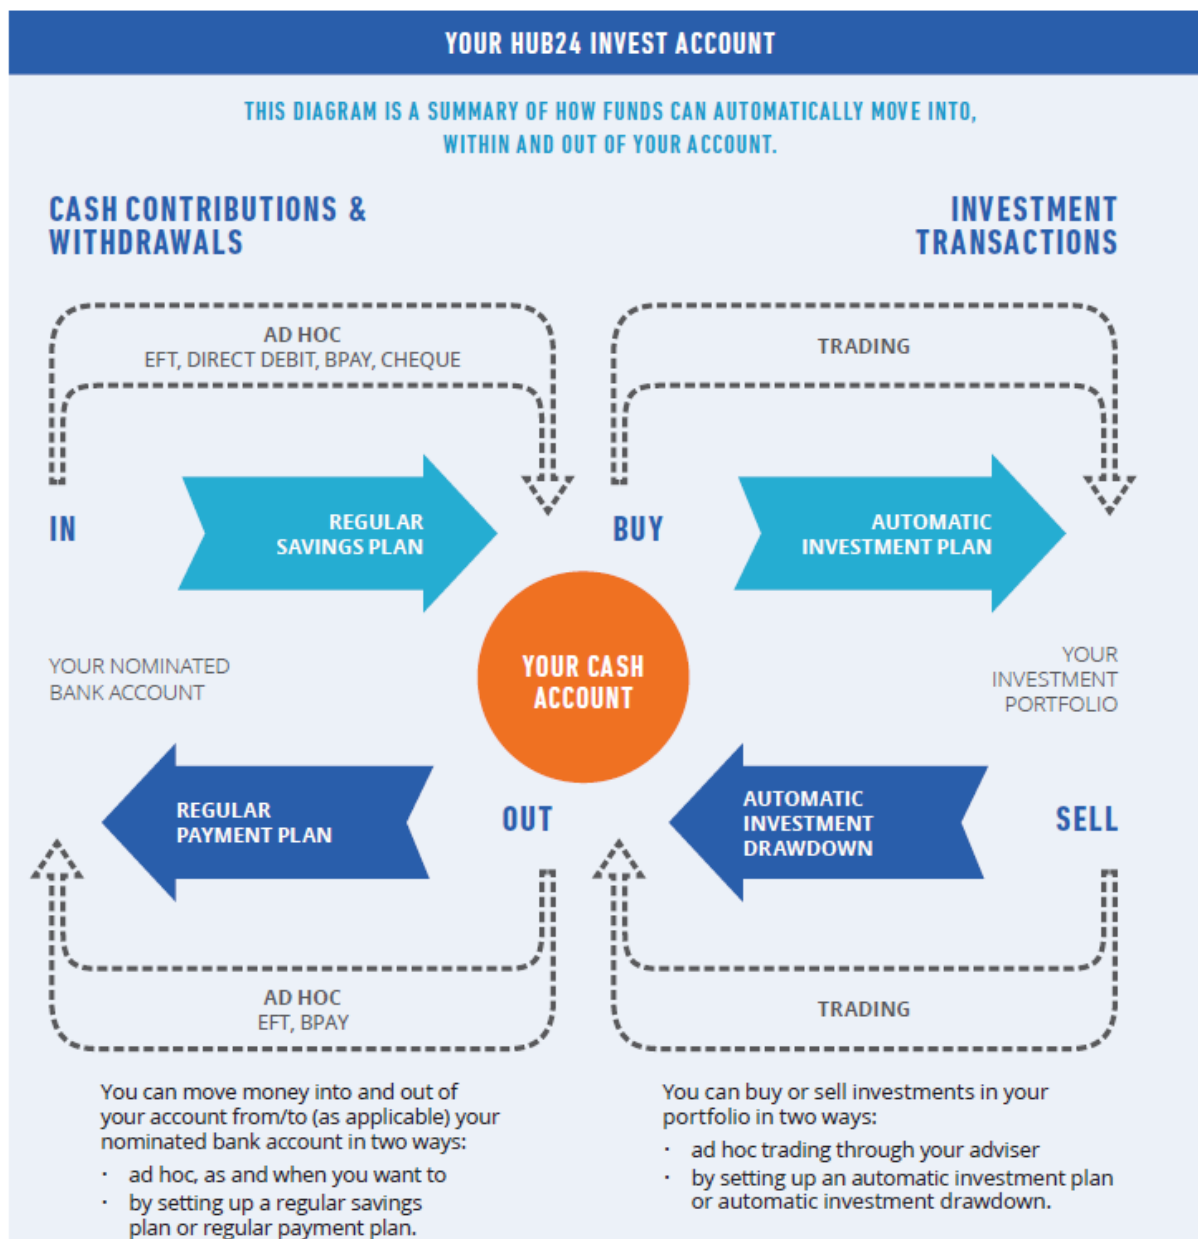 YOUR HUB24 INVEST ACCOUNT
THIS DIAGRAM IS A SUMMARY OF HOW FUNDS CAN AUTOMATICALLY MOVE INTO,
WITHIN AND OUT OF YOUR ACCOUNT.
CASH CONTRIBUTIONS &
WITHDRAWALS
INVESTMENT
TRANSACTIONS
AD HOC
EFT, DIRECT DEBIT, BPAY, CHEQUE
TRADING
IN
REGULAR
SAVINGS PLAN
BUY
AUTOMATIC
INVESTMENT PLAN
YOUR NOMINATED
BANK ACCOUNT
YOUR CASH
ACCOUNT
YOUR
INVESTMENT
PORTFOLIO
REGULAR
PAYMENT PLAN
OUT
AUTOMATIC
INVESTMENT
DRAWDOWN
SELL
AD HOC
EFT, BPAY
TRADING
You can move money into and out of
your account from/to (as applicable) your
nominated bank account in two ways:
· ad hoc, as and when you want to
· by setting up a regular savings
plan or regular payment plan.
You can buy or sell investments in your
portfolio in two ways:
· ad hoc trading through your adviser
· by setting up an automatic investment plan
or automatic investment drawdown.